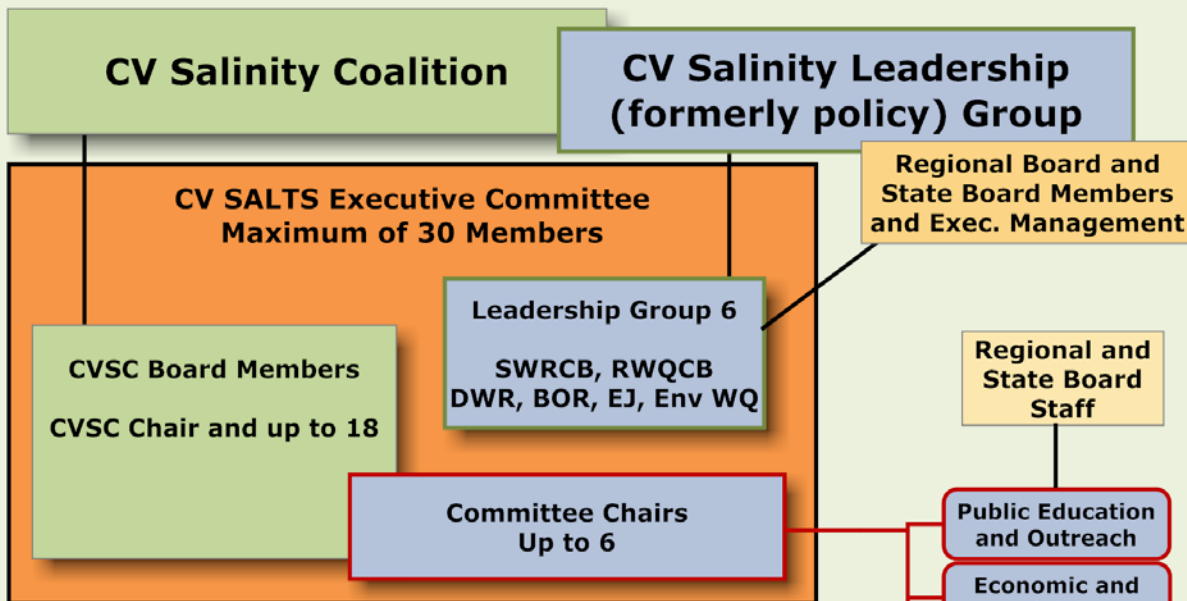 CV Salinity Coalition
CV Salinity Leadership
(formerly policy) Group
Regional Board and
State Board Members
and Exec. Management
CV SALTS Executive Committee
Maximum of 30 Members
Leadership Group 6
SWRCB, RWQCB
DWR, BOR, EJ, Env WQ
CVSC Board Members
CVSC Chair and up to 18
Regional and
State Board
Staff
Committee Chairs
Up to 6
Public Education
and Outreach
Economic and